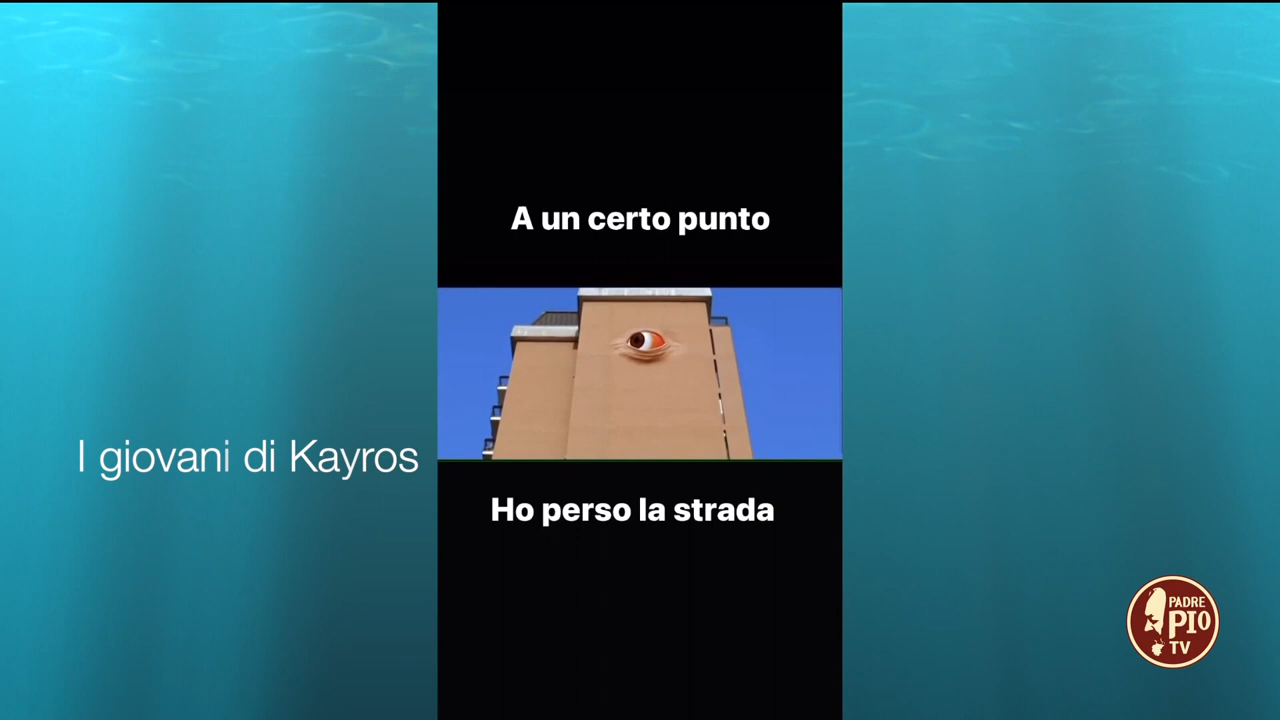 A un certo punto
I giovani di Kayros
Ho perso la strada
PADRE
PIO
TV